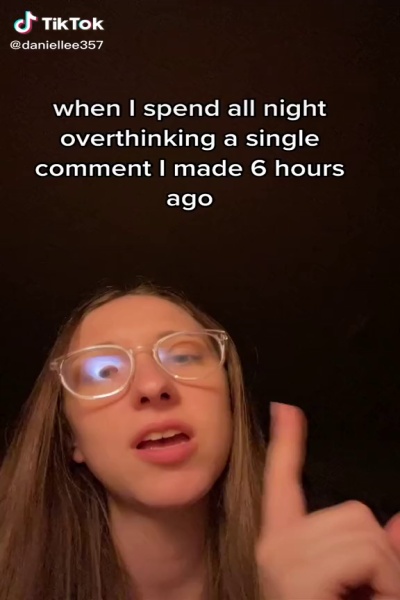 TikTok
@daniellee357
when I spend all night
overthinking a single
comment I made 6 hours
ago